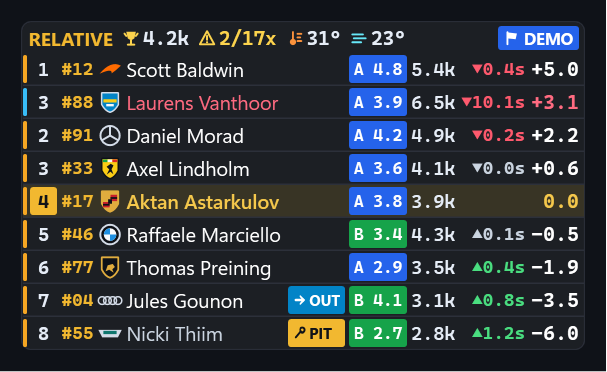 RELATIVE 4.2k 2/17x 31° 23° DEMO
1 #12 Scott Baldwin A 4.8 5.4k ▼0.4s +5.0
3 #88 Laurens Vanthoor A 3.9 6.5k ▼10.1s +3.1
2 #91 Daniel Morad A 4.2 4.9k ▼0.2s +2.2
3 #33 Axel Lindholm A 3.6 4.1k ▼0.0s +0.6
4 #17 Aktan Astarkulov A 3.8 3.9k 0.0
5 #46 Raffaele Marciello B 3.4 4.3k ▲0.1s −0.5
6 #77 Thomas Preining A 2.9 3.5k ▲0.4s −1.9
7 #04 Jules Gounon → OUT B 4.1 3.1k ▲0.8s −3.5
8 #55 Nicki Thiim PIT B 2.7 2.8k ▲1.2s −6.0